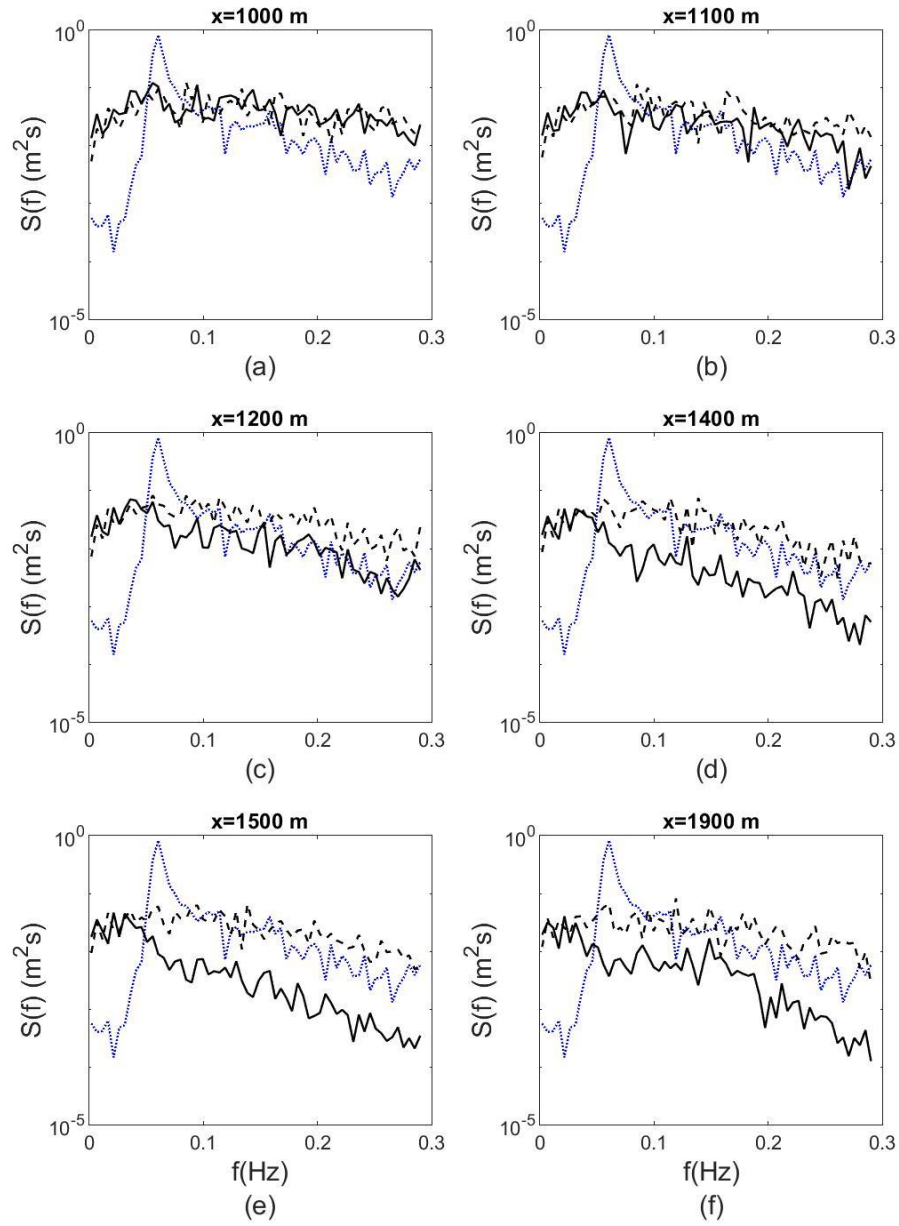 x=1000 m
x=1100 m
10^0
10^0
S(f) (m^2s)
S(f) (m^2s)
10^-5
10^-5
0 0.1 0.2 0.3
0 0.1 0.2 0.3
(a)
(b)
x=1200 m
x=1400 m
10^0
10^0
S(f) (m^2s)
S(f) (m^2s)
10^-5
10^-5
0 0.1 0.2 0.3
0 0.1 0.2 0.3
(c)
(d)
x=1500 m
x=1900 m
10^0
10^0
S(f) (m^2s)
S(f) (m^2s)
10^-5
10^-5
0 0.1 0.2 0.3
0 0.1 0.2 0.3
f(Hz)
f(Hz)
(e)
(f)